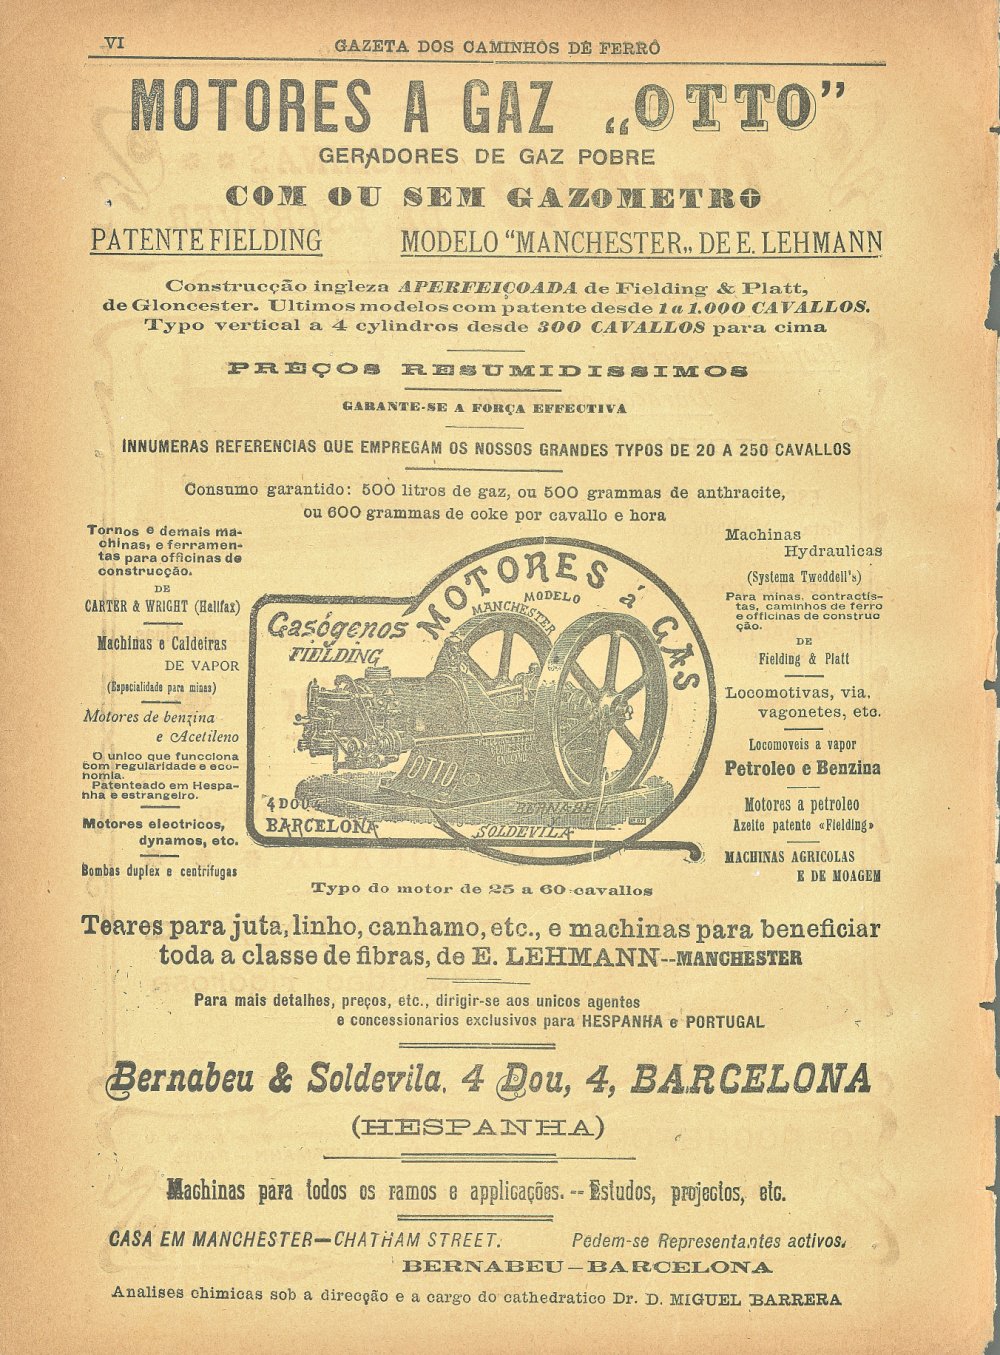 VI
GAZETA DOS CAMINHOS DE FERRO
MOTORES A GAZ „OTTO”
GERADORES DE GAZ POBRE
COM OU SEM GAZOMETRO
PATENTE FIELDING
MODELO “MANCHESTER„ DE E. LEHMANN
Construcção ingleza APERFEIÇOADA de Fielding & Platt,
de Gloncester. Ultimos modelos com patente desde 1 a 1.000 CAVALLOS.
Typo vertical a 4 cylindros desde 300 CAVALLOS para cima
PREÇOS RESUMIDISSIMOS
GARANTE-SE A FORÇA EFFECTIVA
INNUMERAS REFERENCIAS QUE EMPREGAM OS NOSSOS GRANDES TYPOS DE 20 A 250 CAVALLOS
Consumo garantido: 500 litros de gaz, ou 500 grammas de anthracite,
ou 600 grammas de coke por cavallo e hora
Tornos e demais ma-
chinas, e ferramen-
tas para officinas de
construcção.
DE
CARTER & WRIGHT (Halifax)
Machinas e Caldeiras
DE VAPOR
(Especialidade para minas)
Motores de benzina
e Acetileno
O unico que funcciona
com regularidade e eco-
nomia.
Patenteado em Hespa-
nha e estrangeiro.
Motores electricos,
dynamos, etc.
Bombas duplex e centrifugas
MOTORES á GAS
MODELO
MANCHESTER
Gasógenos
FIELDING
OTTO
4 DOU 4
BARCELONA
BERNABEU
Y
SOLDEVILA
Machinas
Hydraulicas
(Systema Tweddell's)
Para minas, contractis-
tas, caminhos de ferro
e officinas de construc
ção.
DE
Fielding & Platt
Locomotivas, via,
vagonetes, etc.
Locomoveis a vapor
Petroleo e Benzina
Motores a petroleo
Azeite patente «Fielding»
MACHINAS AGRICOLAS
E DE MOAGEM
Typo do motor de 25 a 60 cavallos
Teares para juta, linho, canhamo, etc., e machinas para beneficiar
toda a classe de fibras, de E. LEHMANN--MANCHESTER
Para mais detalhes, preços, etc., dirigir-se aos unicos agentes
e concessionarios exclusivos para HESPANHA e PORTUGAL
Bernabeu & Soldevila, 4 Dou, 4, BARCELONA
(HESPANHA)
Machinas para todos os ramos e applicações.--Estudos, projectos, etc.
CASA EM MANCHESTER—CHATHAM STREET.
Pedem-se Representantes activos.
BERNABEU—BARCELONA
Analises chimicas sob a direcção e a cargo do cathedratico Dr. D. MIGUEL BARRERA